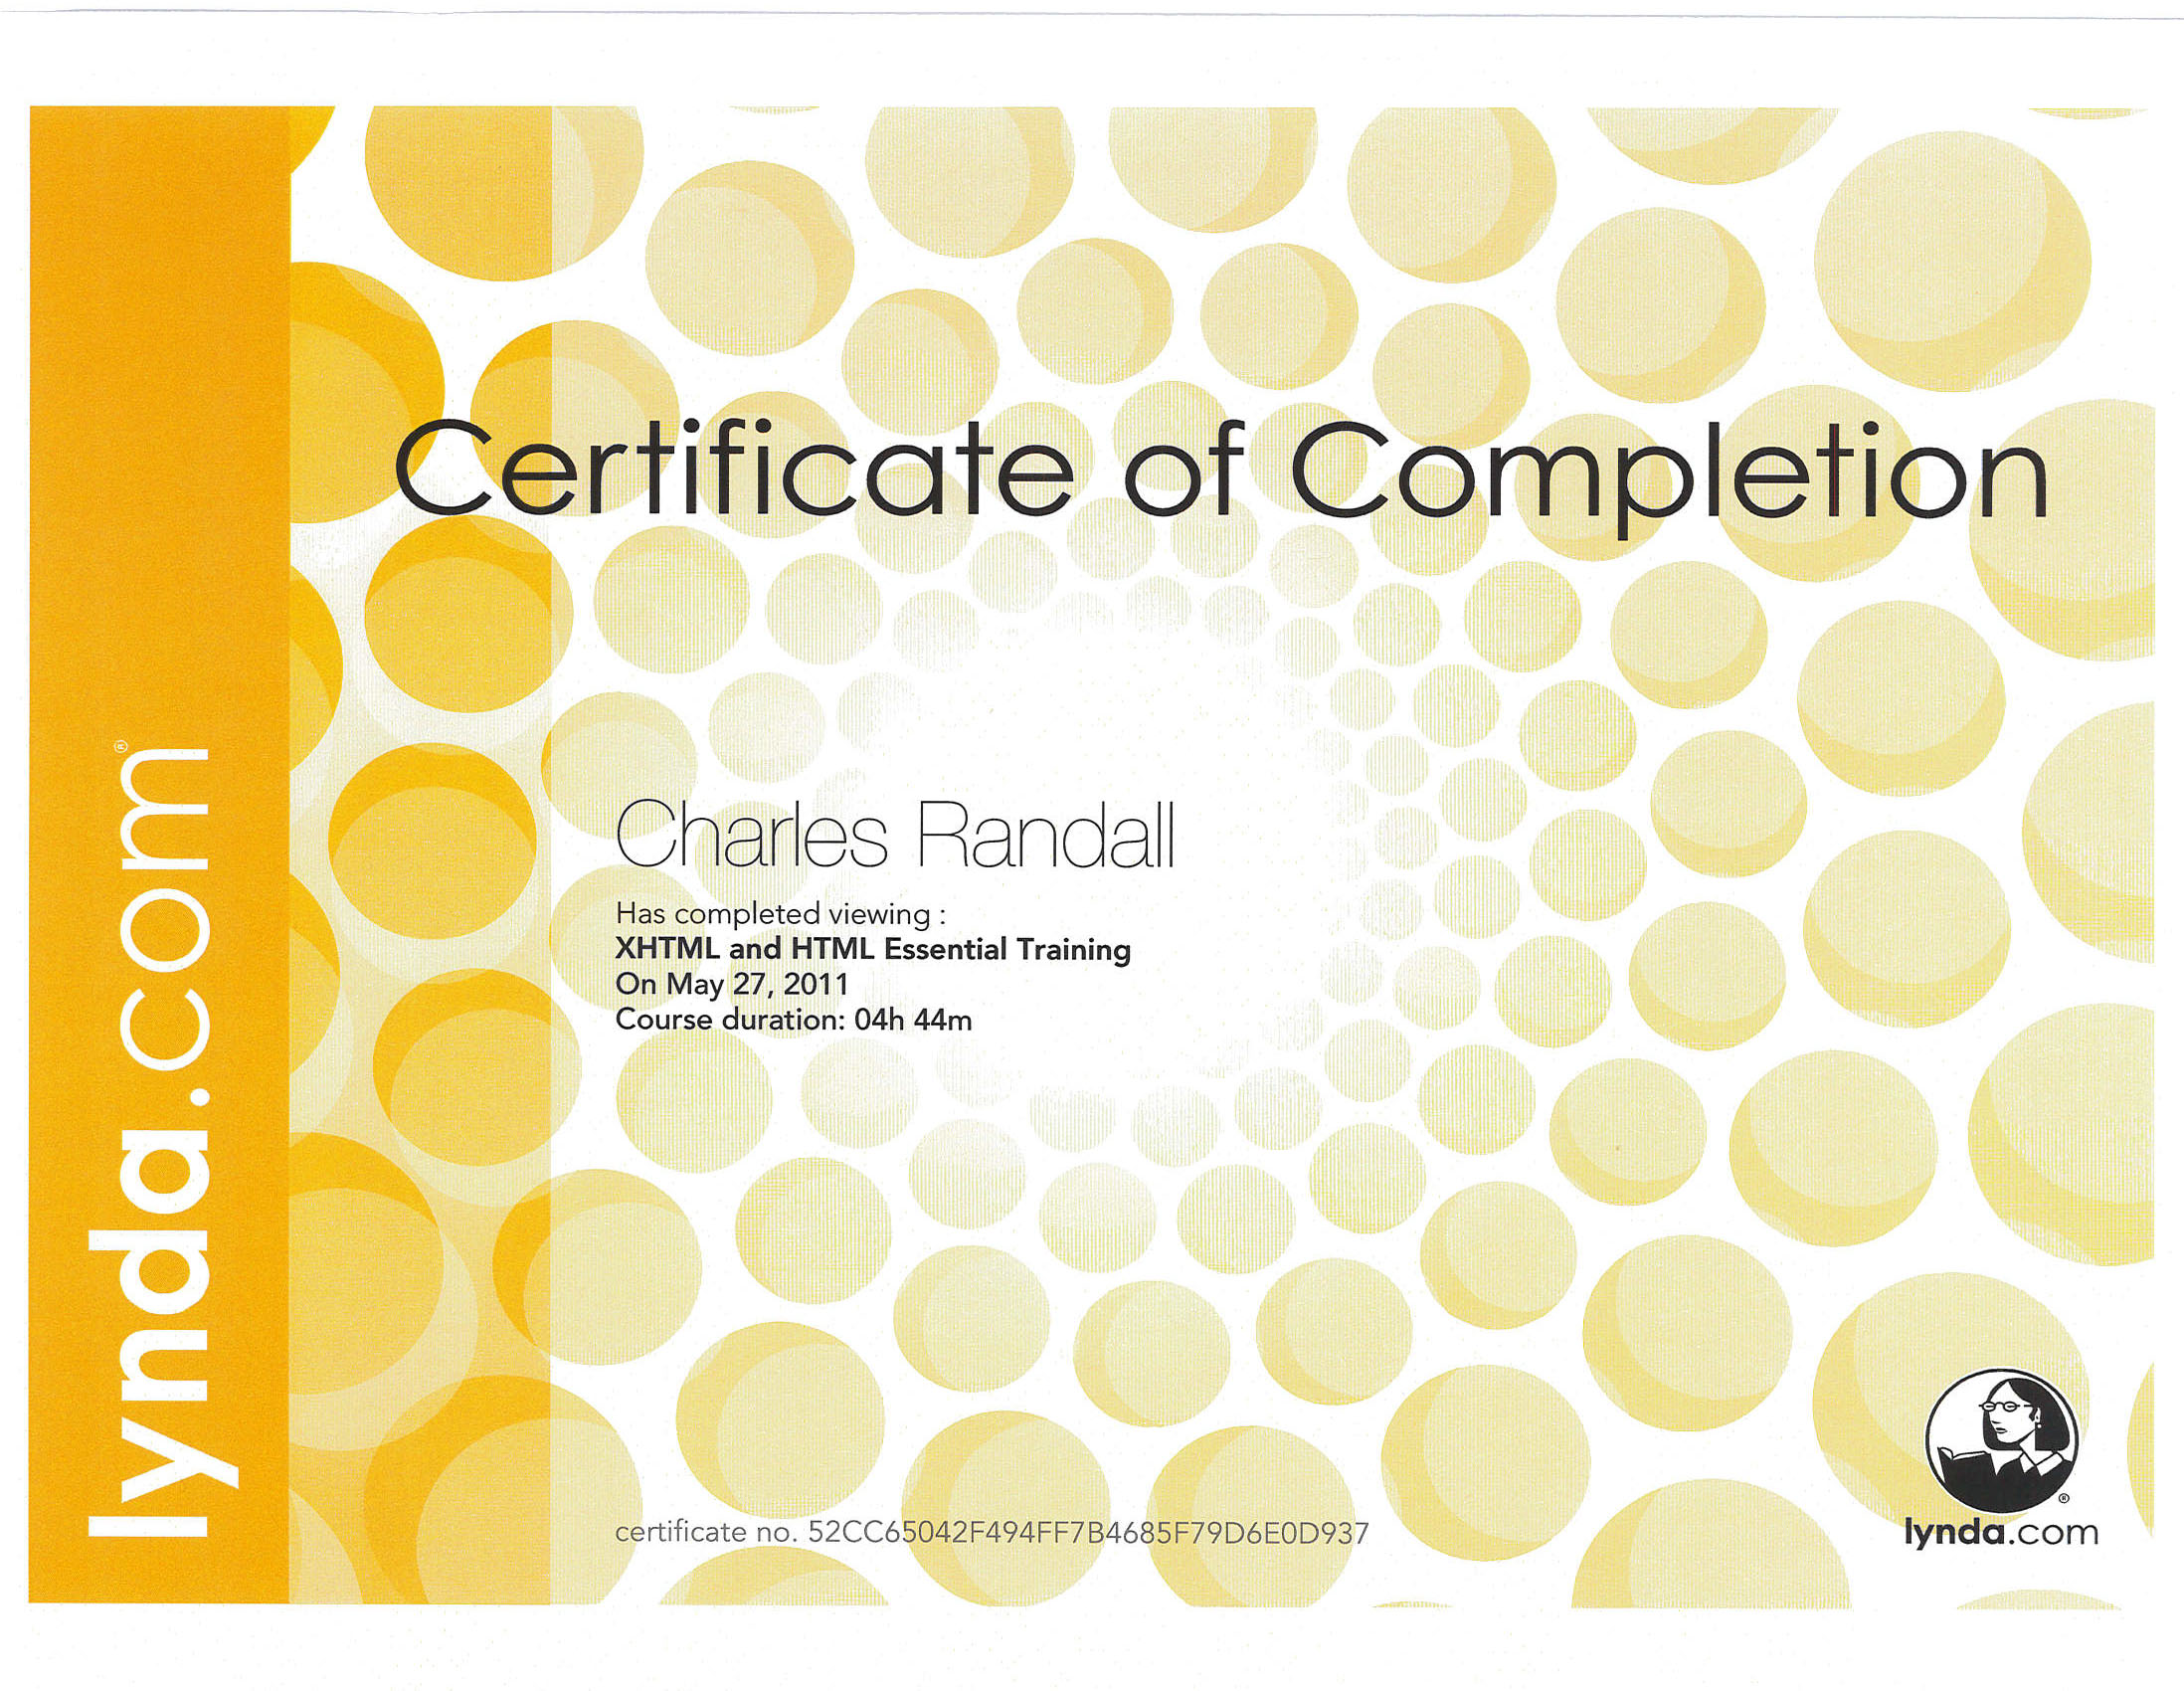 lynda.com®
Certificate of Completion
Charles Randall
Has completed viewing :
XHTML and HTML Essential Training
On May 27, 2011
Course duration: 04h 44m
certificate no. 52CC65042F494FF7B4685F79D6E0D937
®
lynda.com